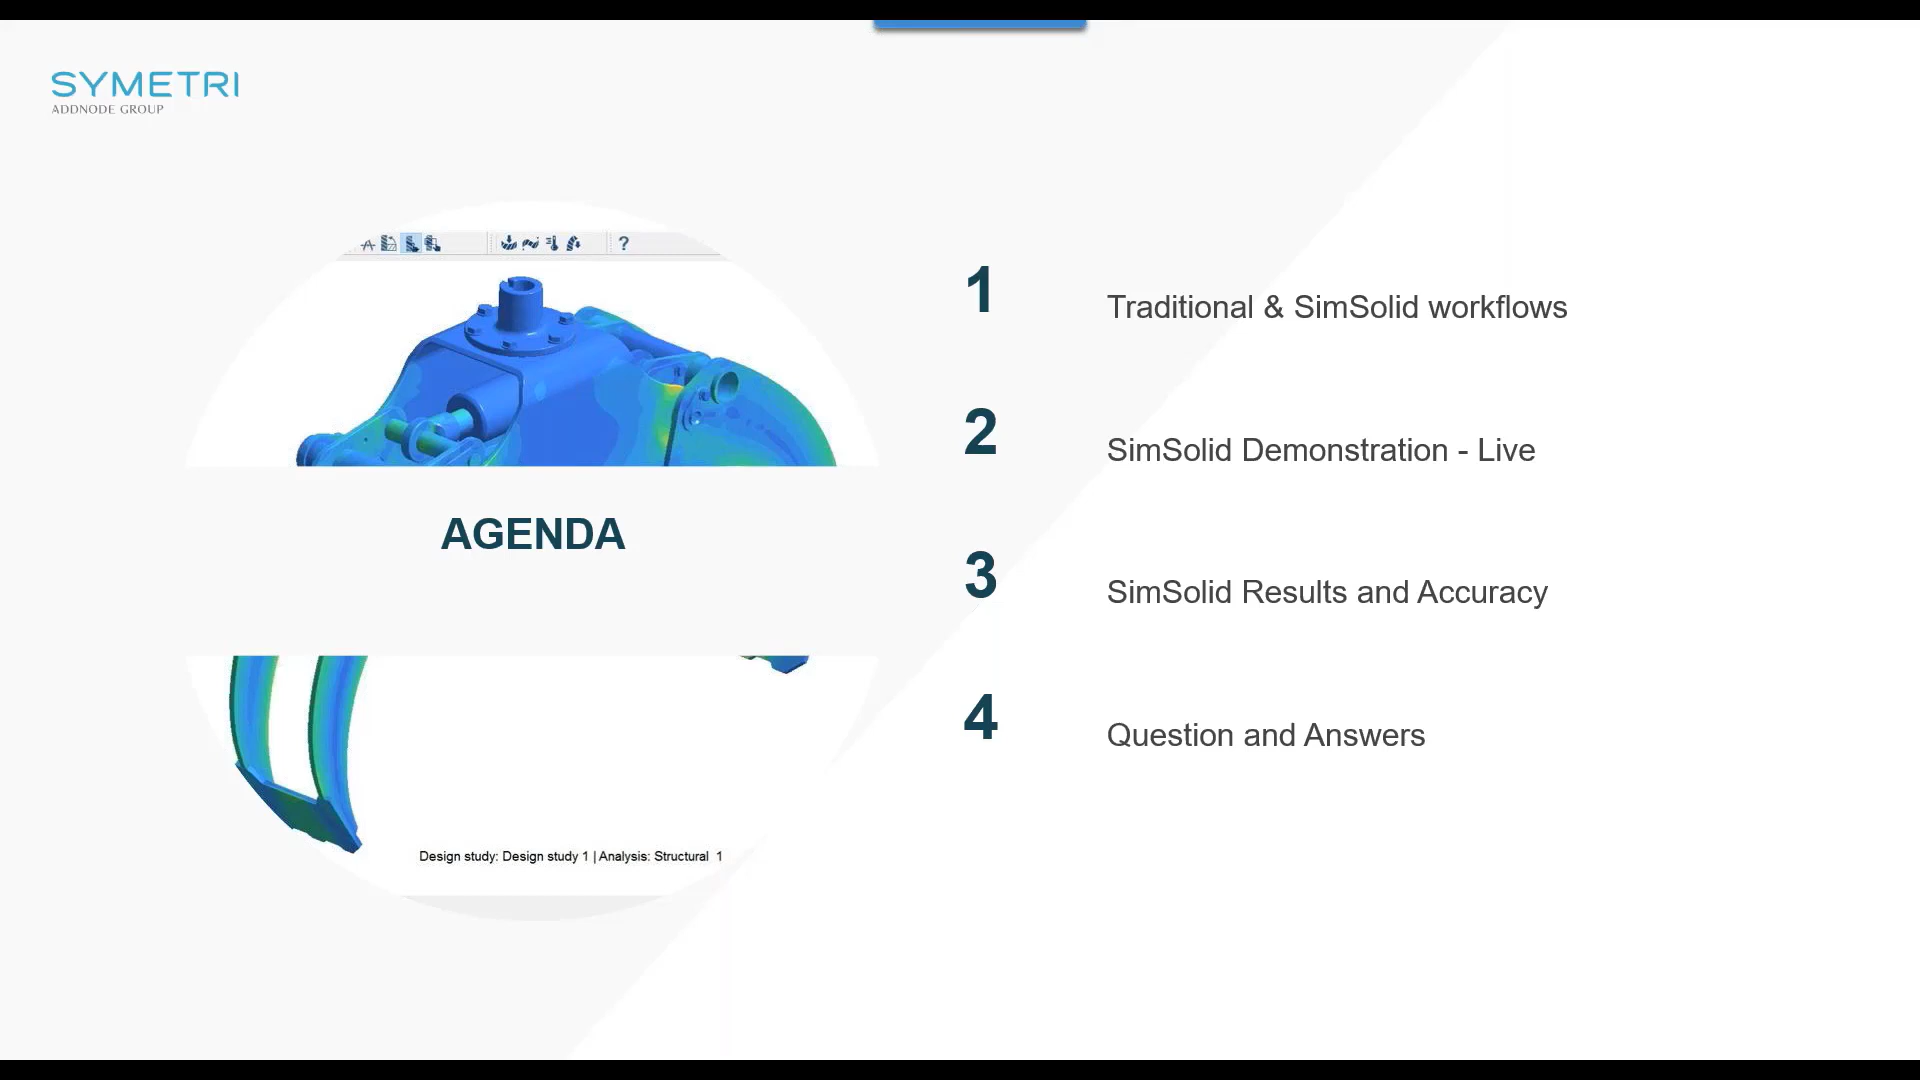 SYMETRI
ADDNODE GROUP
?
AGENDA
Design study: Design study 1 | Analysis: Structural 1
1
Traditional & SimSolid workflows
2
SimSolid Demonstration - Live
3
SimSolid Results and Accuracy
4
Question and Answers